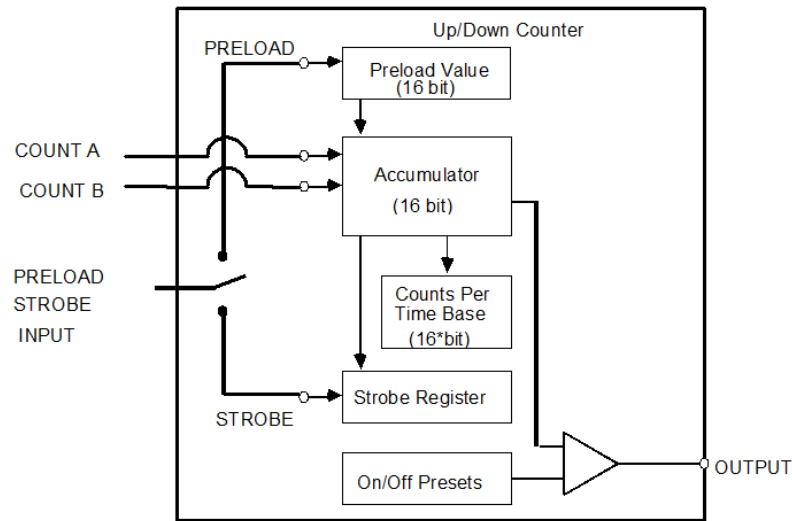 Up/Down Counter
PRELOAD
Preload Value
(16 bit)
COUNT A
COUNT B
Accumulator
(16 bit)
PRELOAD
STROBE
INPUT
Counts Per
Time Base
(16*bit)
Strobe Register
STROBE
On/Off Presets
OUTPUT